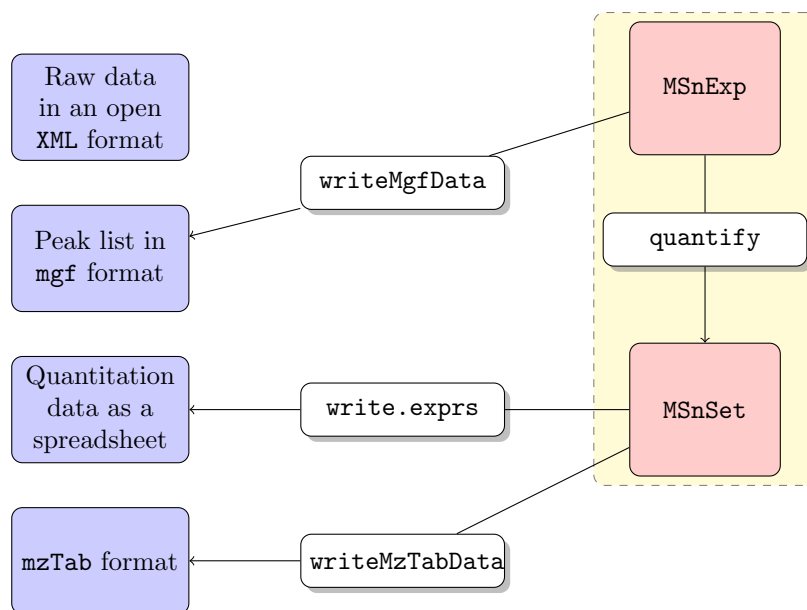 Raw data
in an open
XML format
MSnExp
writeMgfData
Peak list in
mgf format
quantify
Quantitation
data as a
spreadsheet
write.exprs
MSnSet
mzTab format
writeMzTabData